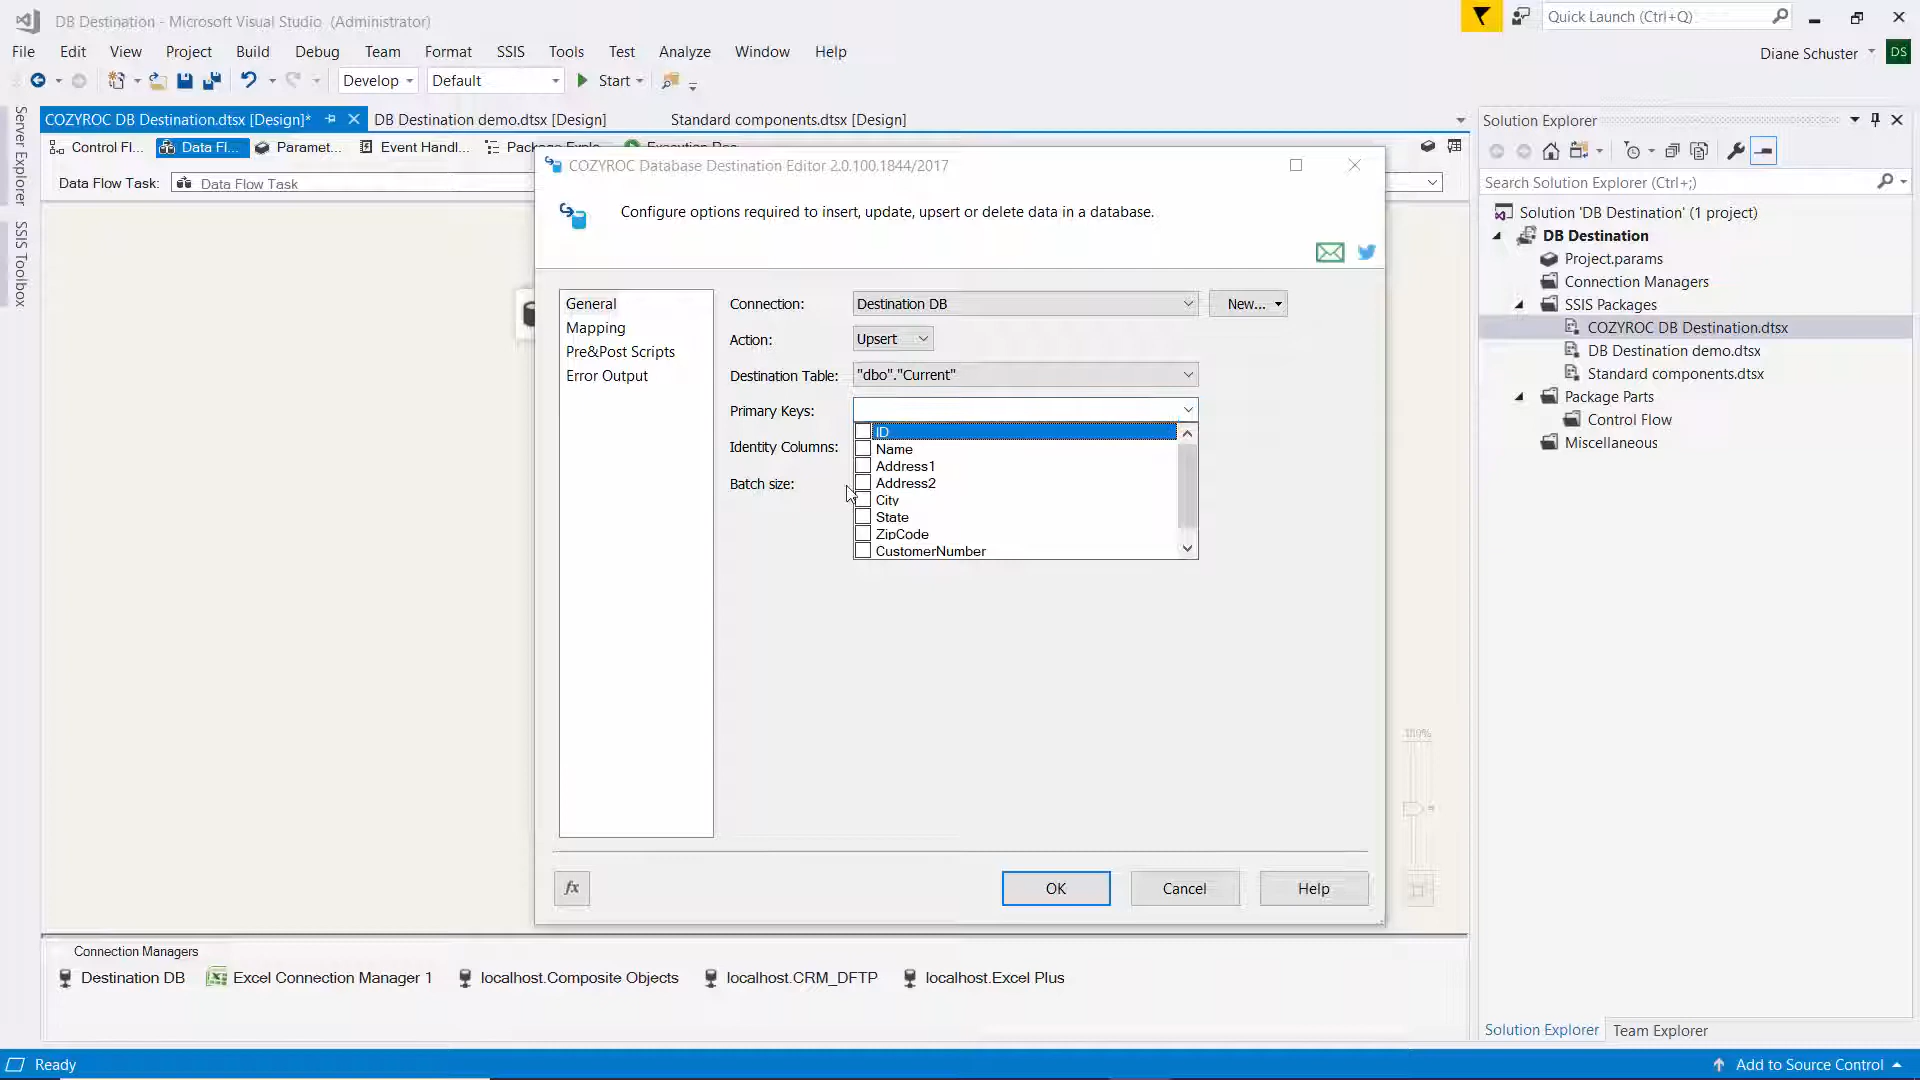 DB Destination - Microsoft Visual Studio (Administrator)
Quick Launch (Ctrl+Q)
File Edit View Project Build Debug Team Format SSIS Tools Test Analyze Window Help
Diane Schuster DS
Develop Default Start
COZYROC DB Destination.dtsx [Design]* DB Destination demo.dtsx [Design] Standard components.dtsx [Design]
Control Fl... Data Fl... Paramet... Event Handl...
Data Flow Task: Data Flow Task
Server Explorer
SSIS Toolbox
COZYROC Database Destination Editor 2.0.100.1844/2017
Configure options required to insert, update, upsert or delete data in a database.
General
Mapping
Pre&Post Scripts
Error Output
Connection: Destination DB New...
Action: Upsert
Destination Table: "dbo"."Current"
Primary Keys:
Identity Columns:
Batch size:
ID
Name
Address1
Address2
City
State
ZipCode
CustomerNumber
fx
OK Cancel Help
Solution Explorer
Search Solution Explorer (Ctrl+;)
Solution 'DB Destination' (1 project)
DB Destination
Project.params
Connection Managers
SSIS Packages
COZYROC DB Destination.dtsx
DB Destination demo.dtsx
Standard components.dtsx
Package Parts
Control Flow
Miscellaneous
100%
Connection Managers
Destination DB Excel Connection Manager 1 localhost.Composite Objects localhost.CRM_DFTP localhost.Excel Plus
Solution Explorer Team Explorer
Ready Add to Source Control